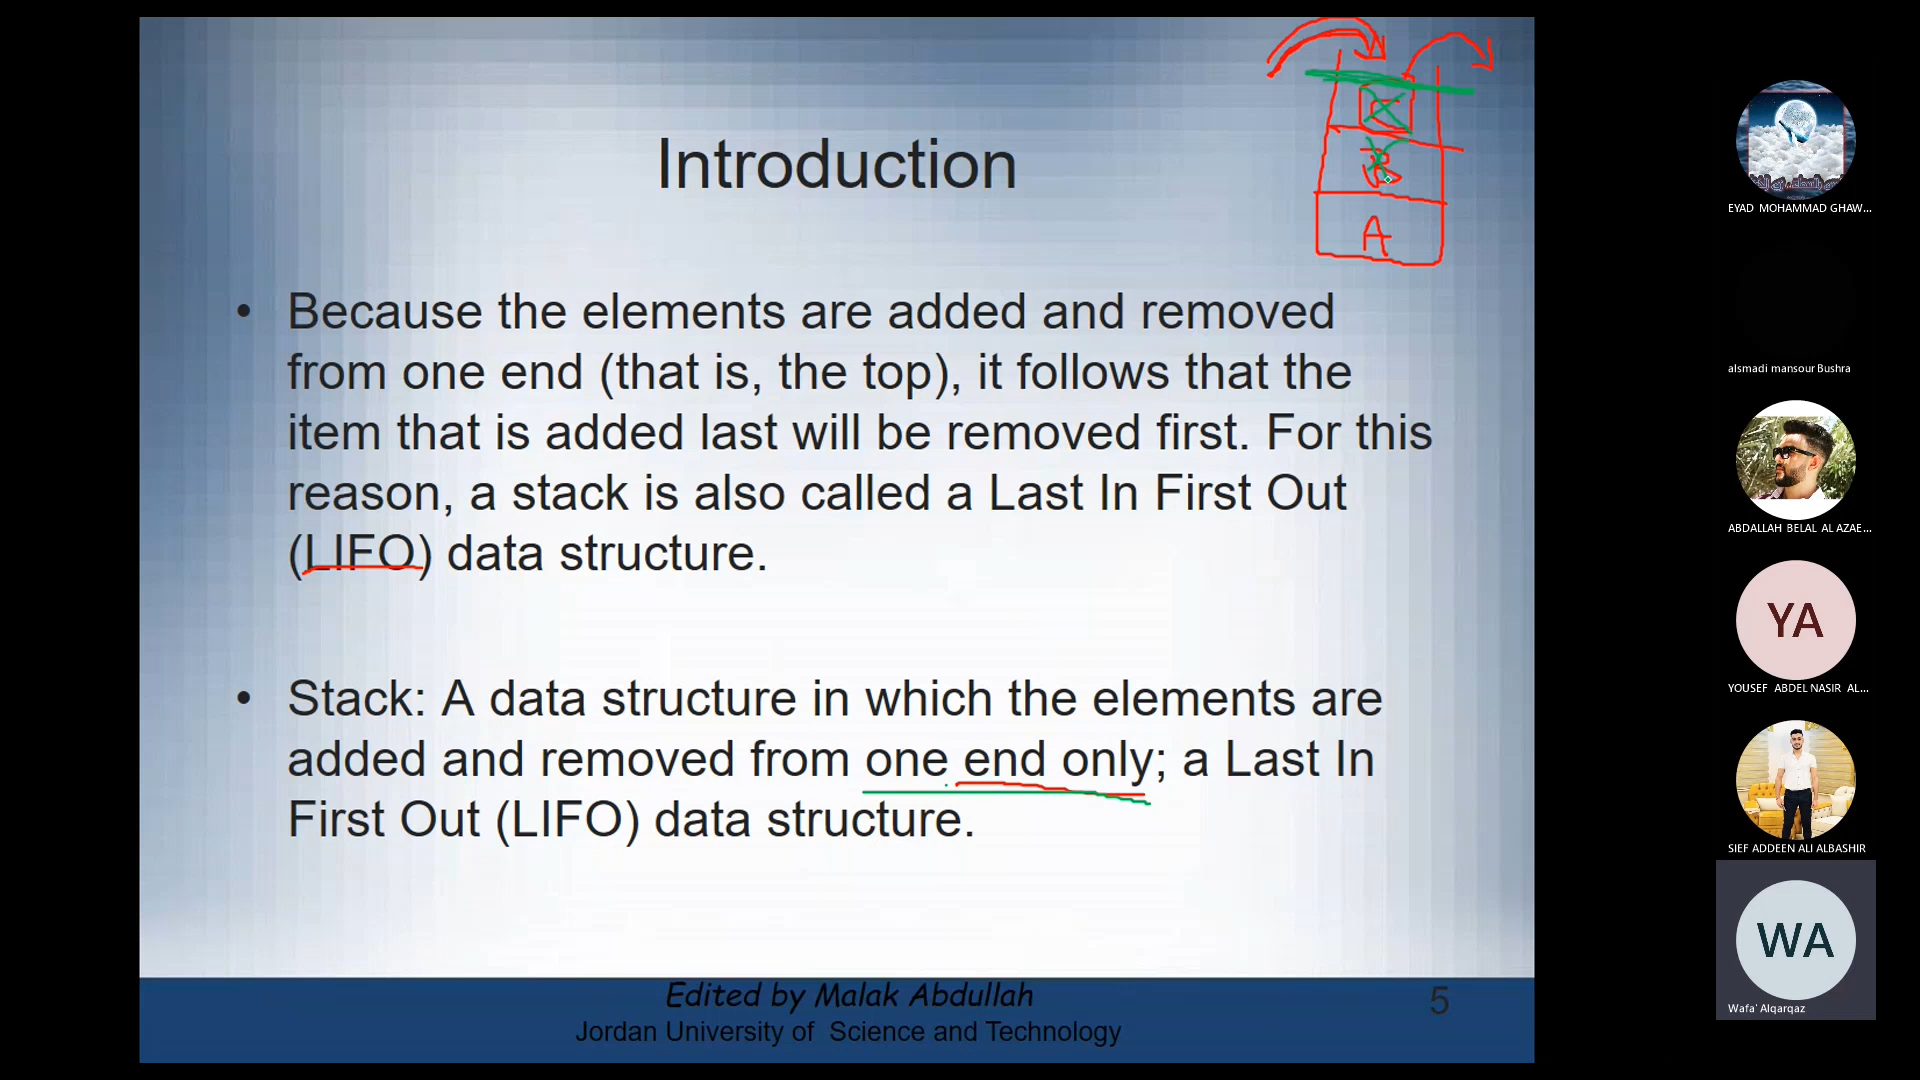 Introduction
• Because the elements are added and removed
from one end (that is, the top), it follows that the
item that is added last will be removed first. For this
reason, a stack is also called a Last In First Out
(LIFO) data structure.
• Stack: A data structure in which the elements are
added and removed from one end only; a Last In
First Out (LIFO) data structure.
Edited by Malak Abdullah
Jordan University of Science and Technology
5
B
A
EYAD MOHAMMAD GHAW...
alsmadi mansour Bushra
ABDALLAH BELAL AL AZAE...
YA
YOUSEF ABDEL NASIR AL...
SIEF ADDEEN ALI ALBASHIR
WA
Wafa' Alqarqaz